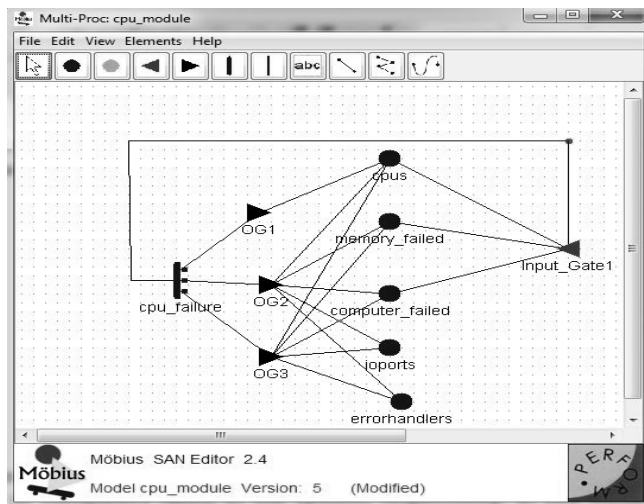 Multi-Proc: cpu_module
File Edit View Elements Help
abc
cpus
OG1
memory_failed
Input_Gate1
cpu_failure
OG2
computer_failed
ioports
OG3
errorhandlers
Möbius SAN Editor 2.4
Möbius
Model cpu_module Version: 5 (Modified)
PERFORM